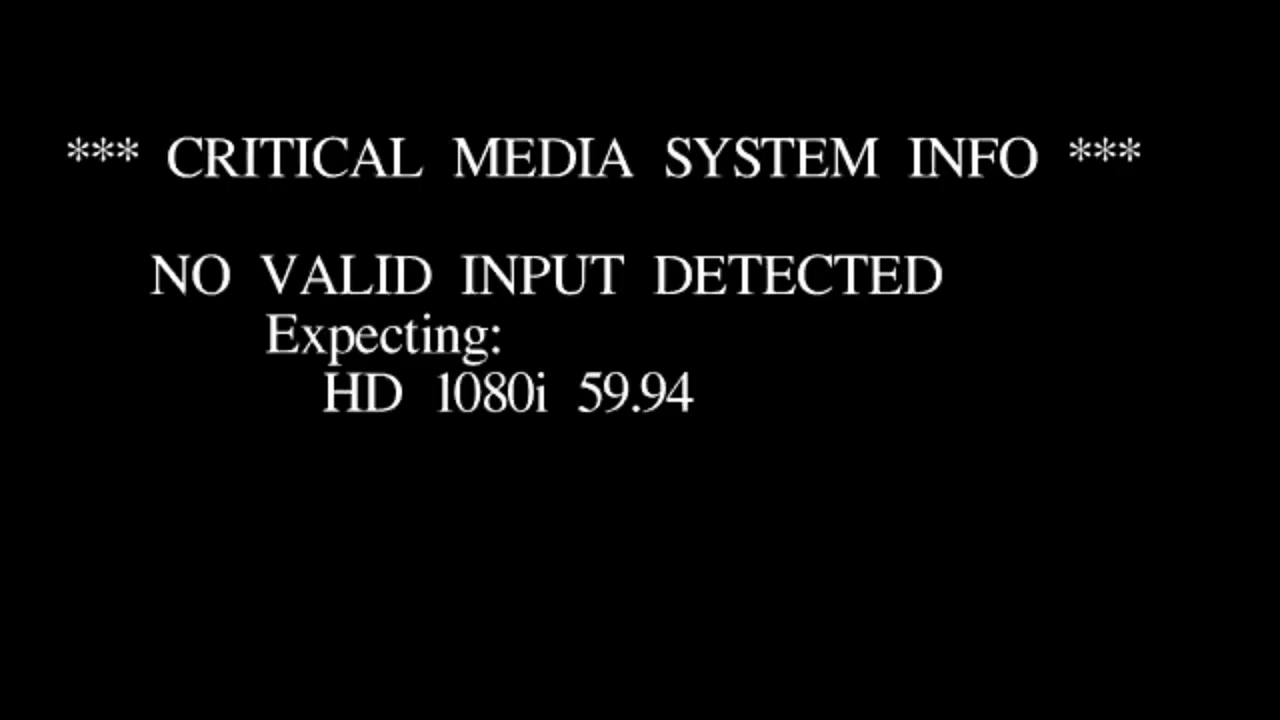 *** CRITICAL MEDIA SYSTEM INFO ***
NO VALID INPUT DETECTED
Expecting:
HD 1080i 59.94